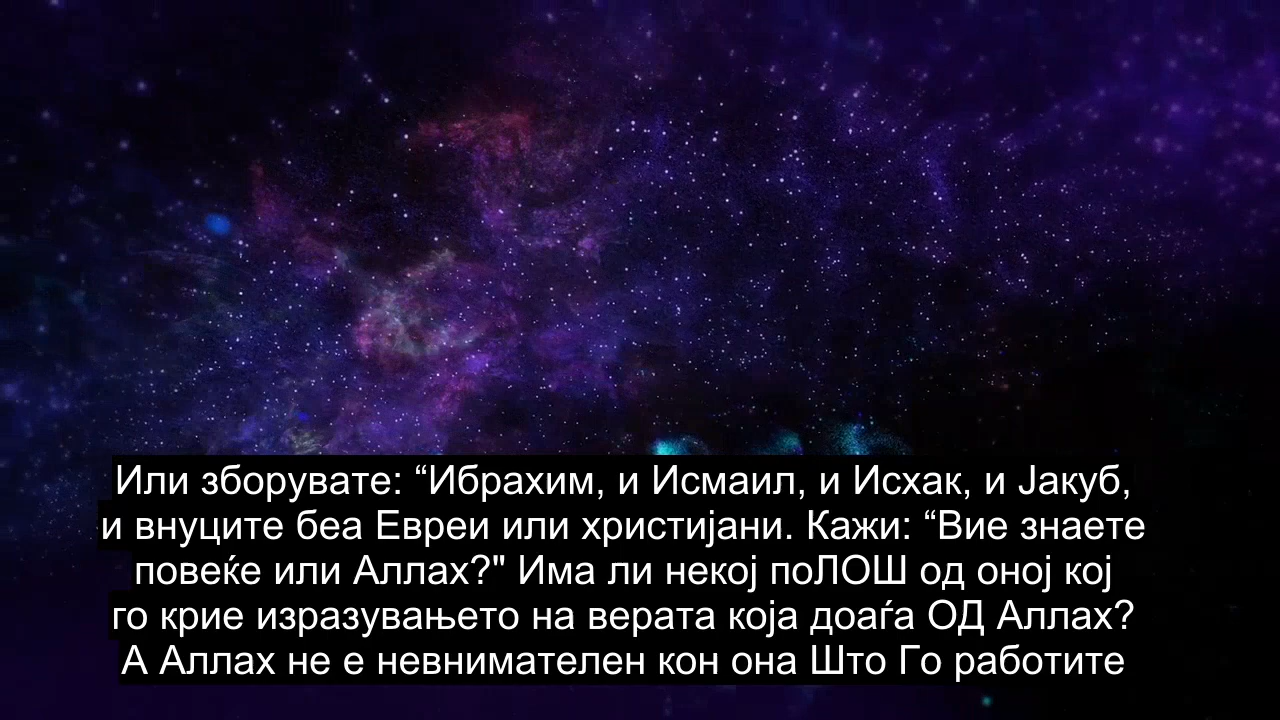 Или зборувате: “Ибрахим, и Исмаил, и Исхак, и Јакуб,
и внуците беа Евреи или христијани. Кажи: “Вие знаете
повеќе или Аллах?" Има ли некој поЛОШ од оној кој
го крие изразувањето на верата која доаѓа ОД Аллах?
А Аллах не е невнимателен кон она Што Го работите